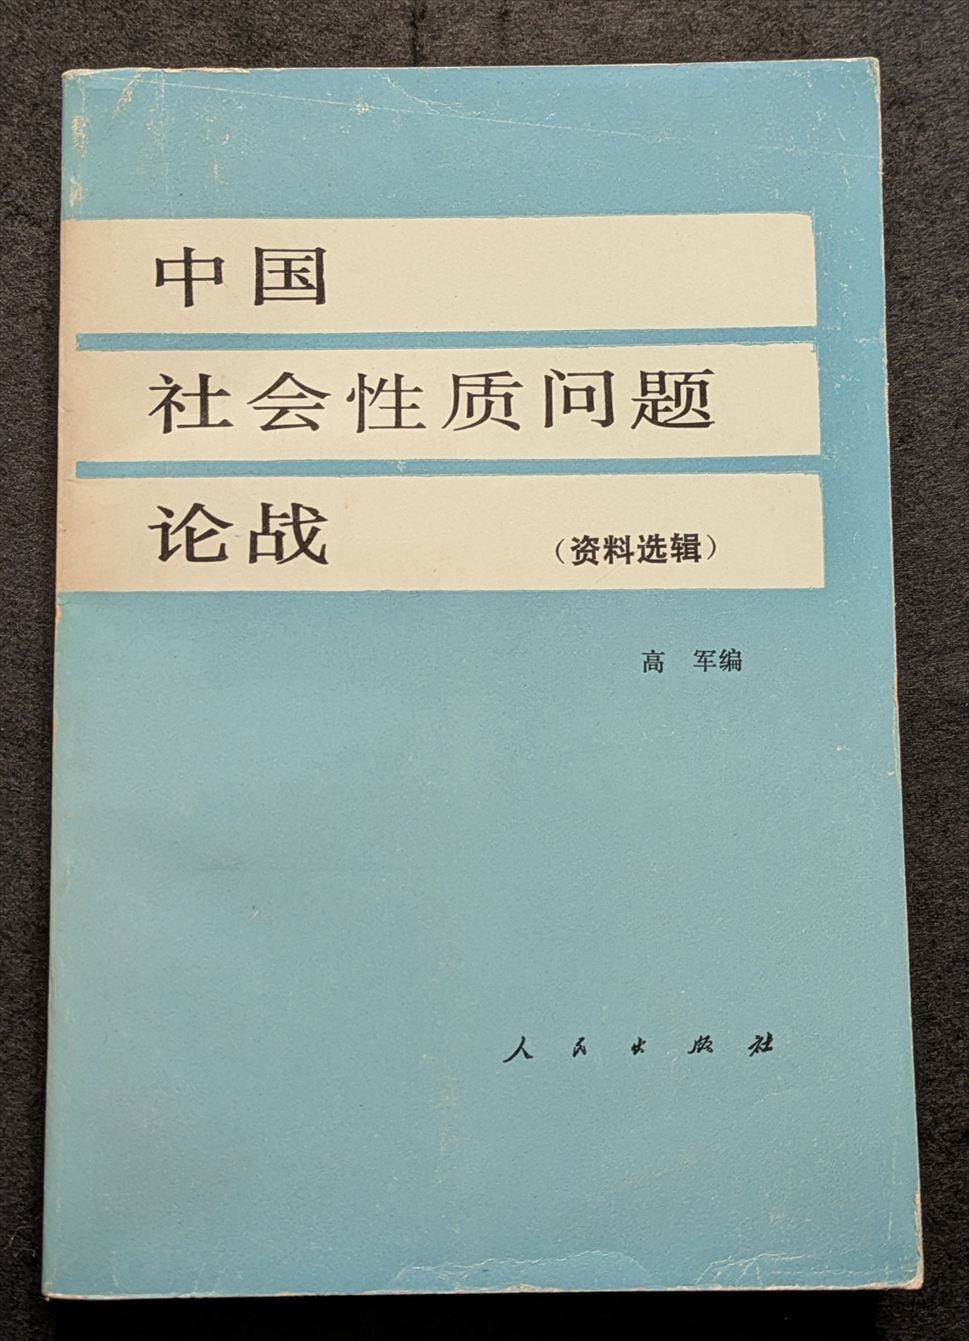 中国
社会性质问题
论战 （资料选辑）
高 军编
人民出版社